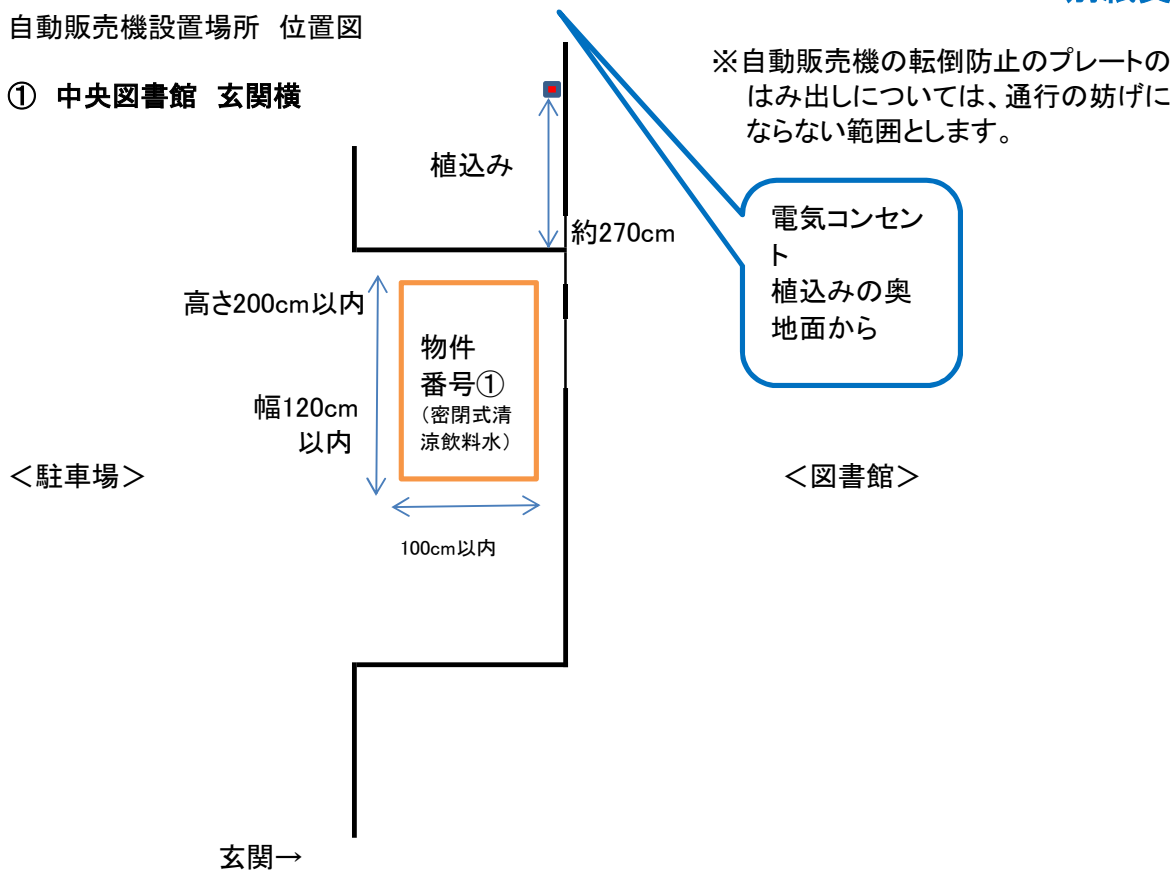 自動販売機設置場所 位置図
※自動販売機の転倒防止のプレートの
はみ出しについては、通行の妨げに
ならない範囲とします。
① 中央図書館 玄関横
植込み
約270cm
電気コンセン
ト
植込みの奥
地面から
高さ200cm以内
物件
番号①
（密閉式清
涼飲料水）
幅120cm
以内
＜駐車場＞
＜図書館＞
100cm以内
玄関→